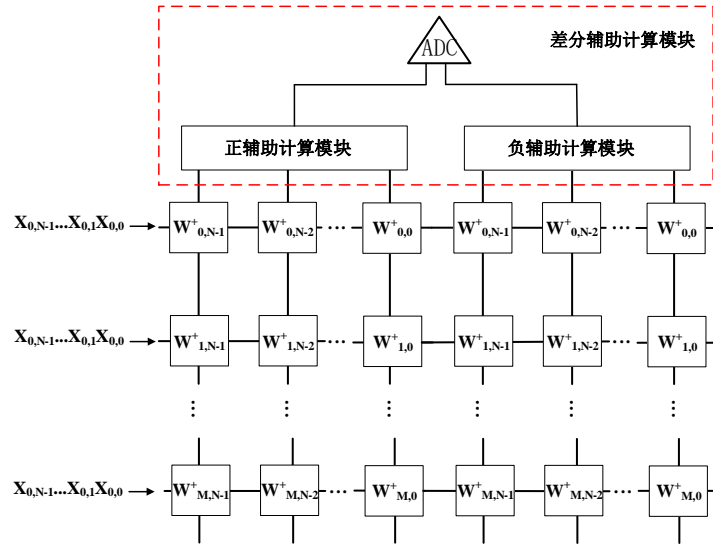 ADC
差分辅助计算模块
正辅助计算模块 负辅助计算模块
X0,N-1...X0,1X0,0 W+0,N-1 W+0,N-2 ... W+0,0 W+0,N-1 W+0,N-2 ... W+0,0
X0,N-1...X0,1X0,0 W+1,N-1 W+1,N-2 ... W+1,0 W+1,N-1 W+1,N-2 ... W+1,0
X0,N-1...X0,1X0,0 W+M,N-1 W+M,N-2 ... W+M,0 W+M,N-1 W+M,N-2 ... W+M,0